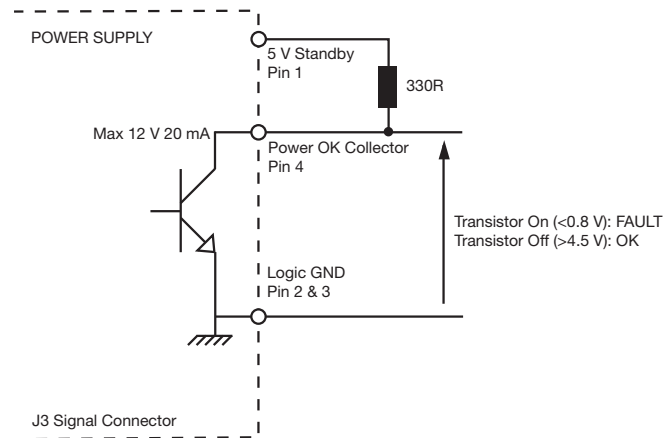 POWER SUPPLY
5 V Standby
Pin 1
330R
Max 12 V 20 mA
Power OK Collector
Pin 4
Transistor On (<0.8 V): FAULT
Transistor Off (>4.5 V): OK
Logic GND
Pin 2 & 3
J3 Signal Connector